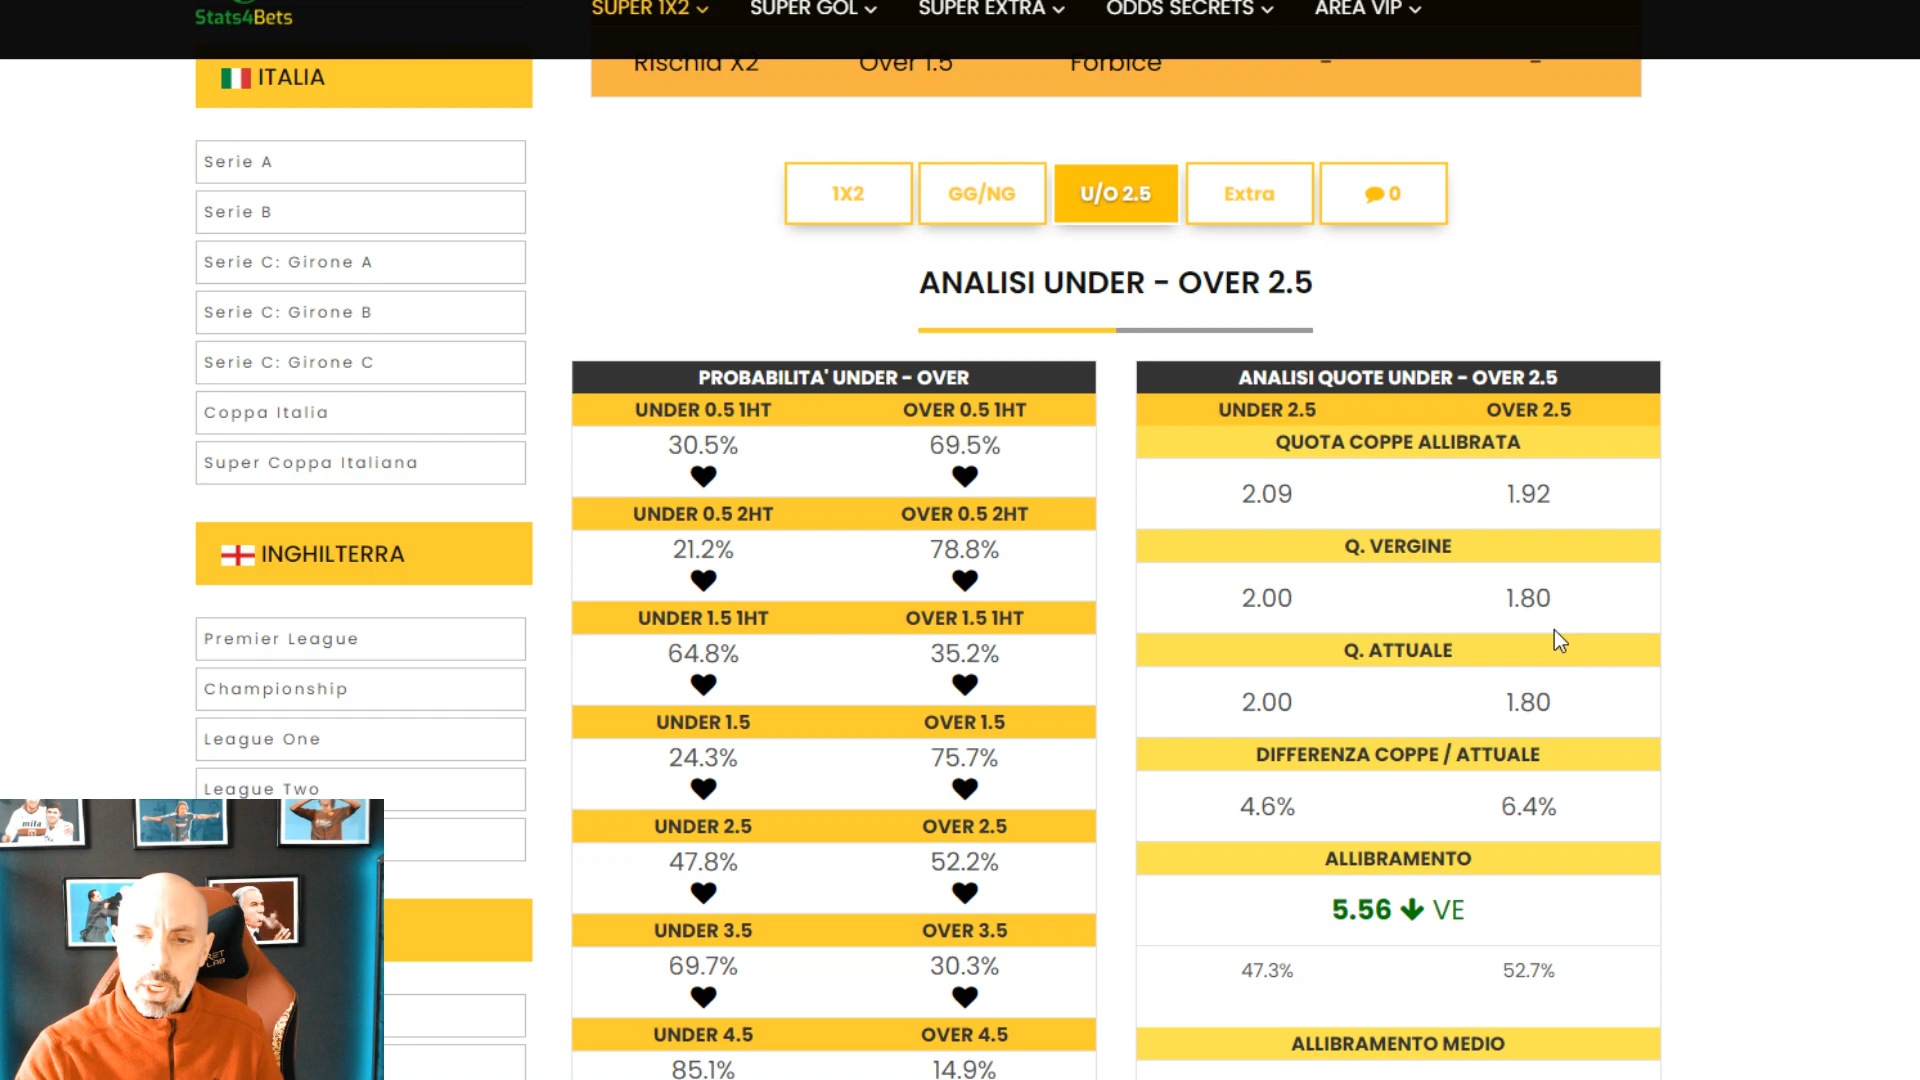 Stats4Bets
SUPER 1X2
SUPER GOL
SUPER EXTRA
ODDS SECRETS
AREA VIP
Rischia X2
Over 1.5
Forbice
-
-
ITALIA
Serie A
Serie B
Serie C: Girone A
Serie C: Girone B
Serie C: Girone C
Coppa Italia
Super Coppa Italiana
INGHILTERRA
Premier League
Championship
League One
League Two
1X2
GG/NG
U/O 2.5
Extra
0
ANALISI UNDER - OVER 2.5
PROBABILITA' UNDER - OVER
UNDER 0.5 1HT OVER 0.5 1HT
30.5% 69.5%
UNDER 0.5 2HT OVER 0.5 2HT
21.2% 78.8%
UNDER 1.5 1HT OVER 1.5 1HT
64.8% 35.2%
UNDER 1.5 OVER 1.5
24.3% 75.7%
UNDER 2.5 OVER 2.5
47.8% 52.2%
UNDER 3.5 OVER 3.5
69.7% 30.3%
UNDER 4.5 OVER 4.5
85.1% 14.9%
ANALISI QUOTE UNDER - OVER 2.5
UNDER 2.5 OVER 2.5
QUOTA COPPE ALLIBRATA
2.09 1.92
Q. VERGINE
2.00 1.80
Q. ATTUALE
2.00 1.80
DIFFERENZA COPPE / ATTUALE
4.6% 6.4%
ALLIBRAMENTO
5.56 VE
47.3% 52.7%
ALLIBRAMENTO MEDIO
mita